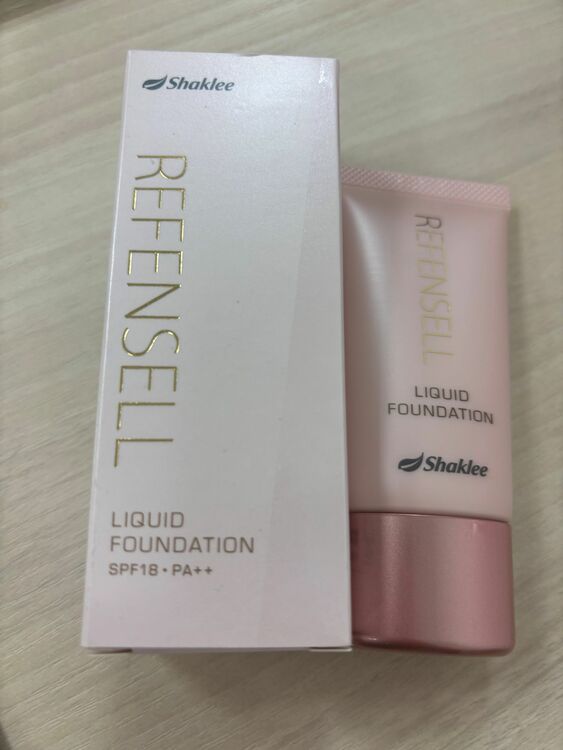 Shaklee
REFENSELL
LIQUID
FOUNDATION
SPF18・PA++
REFENSELL
LIQUID
FOUNDATION
Shaklee